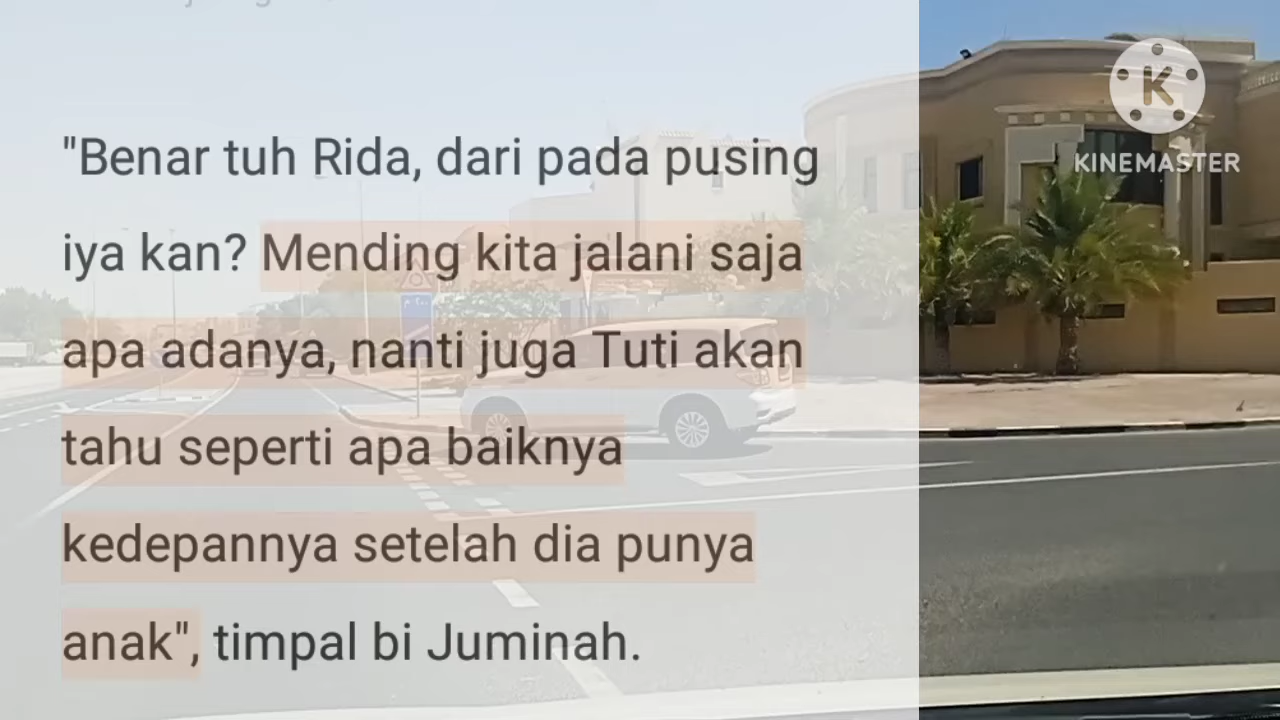 "Benar tuh Rida, dari pada pusing
iya kan? Mending kita jalani saja
apa adanya, nanti juga Tuti akan
tahu seperti apa baiknya
kedepannya setelah dia punya
anak", timpal bi Juminah.
K
KINEMASTER